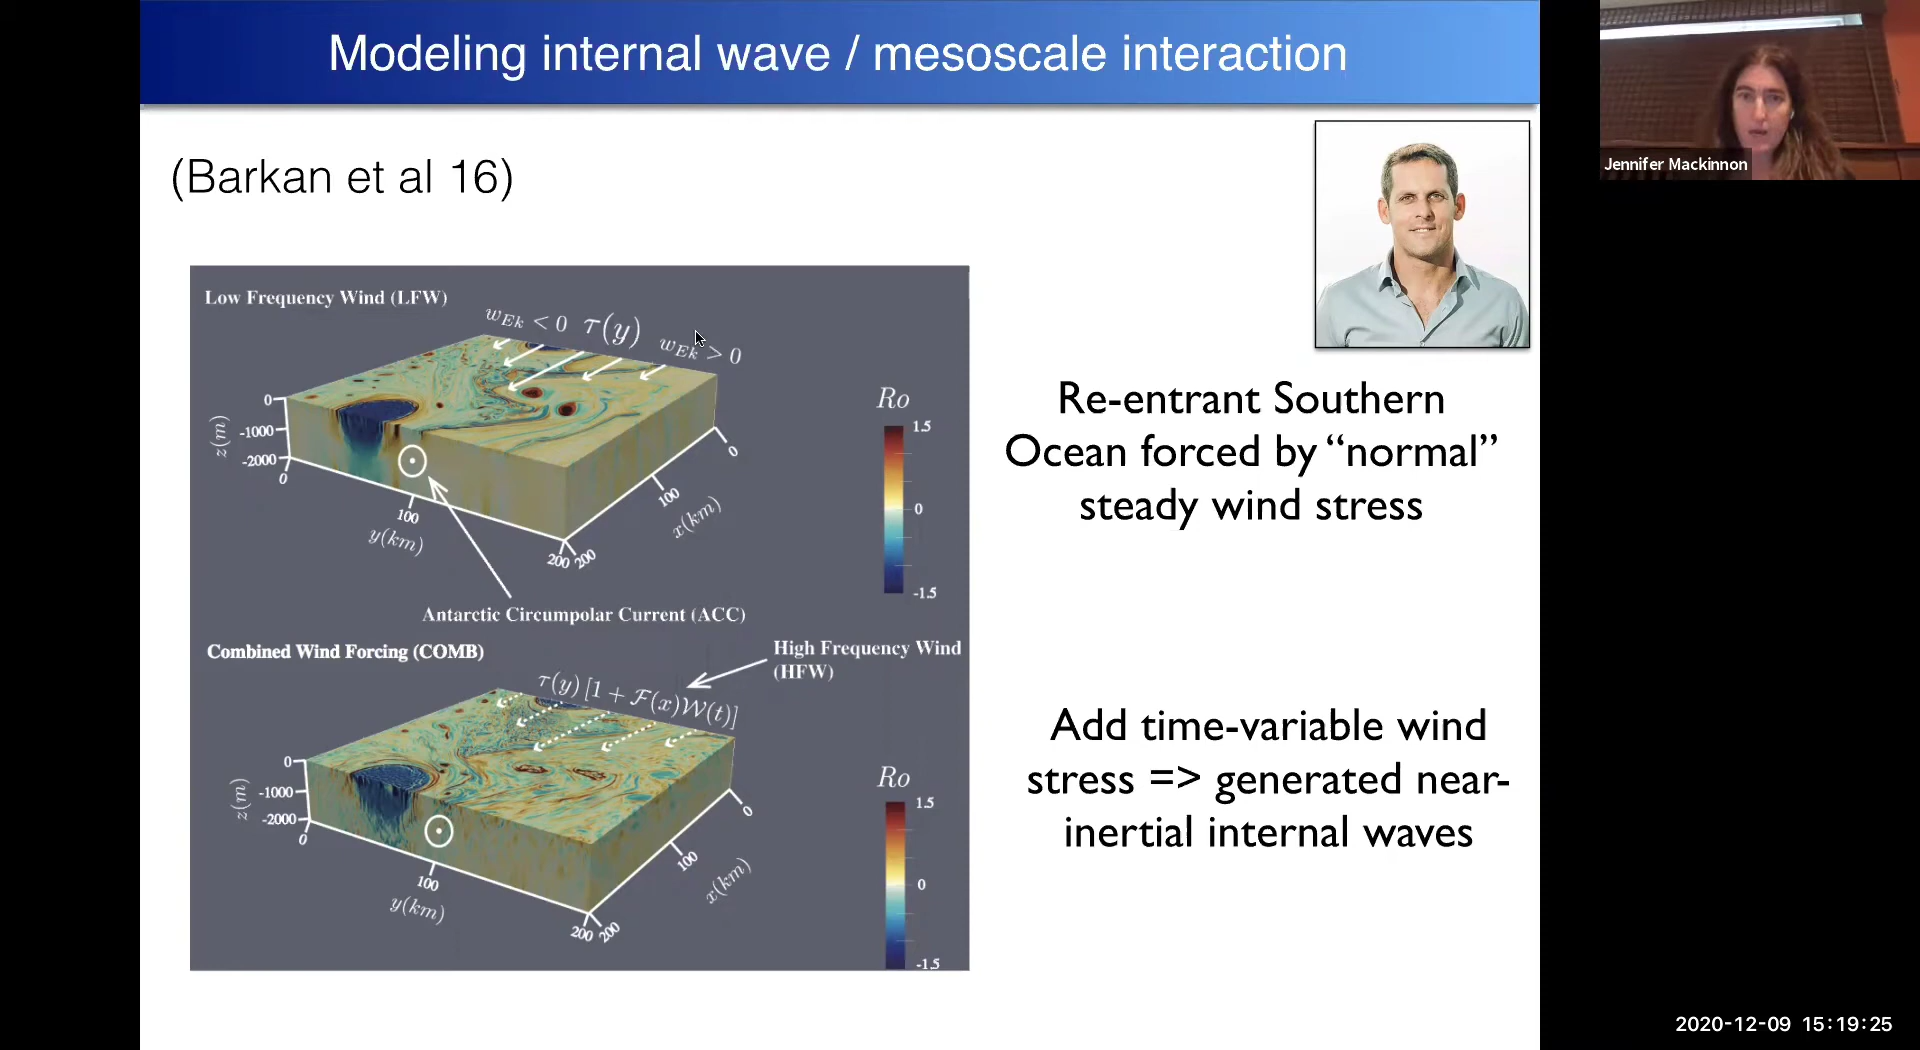 Modeling internal wave / mesoscale interaction
Jennifer Mackinnon
(Barkan et al 16)
Low Frequency Wind (LFW)
w_Ek < 0 τ(y) w_Ek > 0
Ro
1.5
0
-1.5
z(m)
0
-1000
-2000
0
100
200
y(km)
0
100
200
x(km)
Antarctic Circumpolar Current (ACC)
Re-entrant Southern
Ocean forced by “normal”
steady wind stress
Combined Wind Forcing (COMB)
High Frequency Wind
(HFW)
τ(y) [1 + F(x)W(t)]
Ro
1.5
0
-1.5
z(m)
0
-1000
-2000
0
100
200
y(km)
0
100
200
x(km)
Add time-variable wind
stress => generated near-
inertial internal waves
2020-12-09 15:19:25